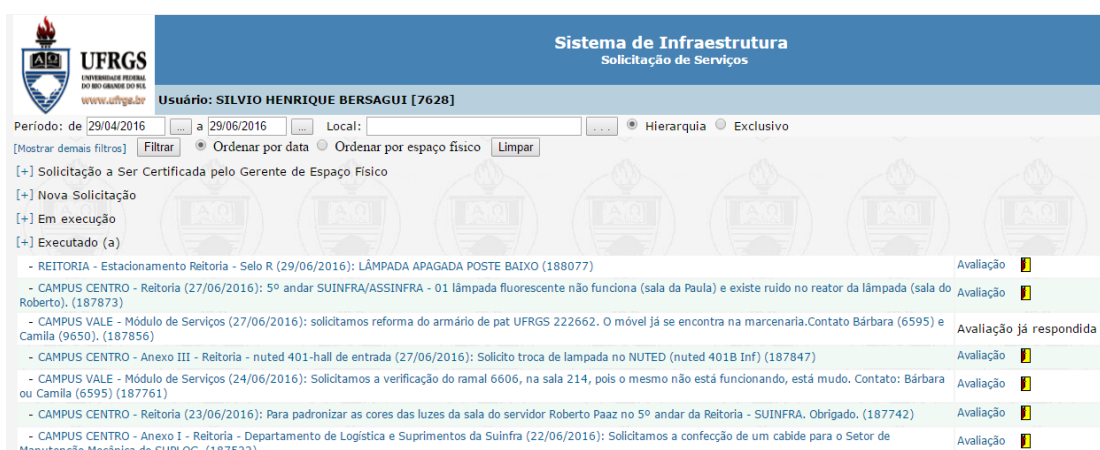 UFRGS
UNIVERSIDADE FEDERAL
DO RIO GRANDE DO SUL
www.ufrgs.br
Sistema de Infraestrutura
Solicitação de Serviços
Usuário: SILVIO HENRIQUE BERSAGUI [7628]
Período: de 29/04/2016 ... a 29/06/2016 ... Local: ... Hierarquia Exclusivo
[Mostrar demais filtros] Filtrar Ordenar por data Ordenar por espaço físico Limpar
[+] Solicitação a Ser Certificada pelo Gerente de Espaço Físico
[+] Nova Solicitação
[+] Em execução
[+] Executado (a)
- REITORIA - Estacionamento Reitoria - Selo R (29/06/2016): LÂMPADA APAGADA POSTE BAIXO (188077) Avaliação
- CAMPUS CENTRO - Reitoria (27/06/2016): 5º andar SUINFRA/ASSINFRA - 01 lâmpada fluorescente não funciona (sala da Paula) e existe ruido no reator da lâmpada (sala do
Roberto). (187873) Avaliação
- CAMPUS VALE - Módulo de Serviços (27/06/2016): solicitamos reforma do armário de pat UFRGS 222662. O móvel já se encontra na marcenaria.Contato Bárbara (6595) e
Camila (9650). (187856) Avaliação já respondida
- CAMPUS CENTRO - Anexo III - Reitoria - nuted 401-hall de entrada (27/06/2016): Solicito troca de lampada no NUTED (nuted 401B Inf) (187847) Avaliação
- CAMPUS VALE - Módulo de Serviços (24/06/2016): Solicitamos a verificação do ramal 6606, na sala 214, pois o mesmo não está funcionando, está mudo. Contato: Bárbara
ou Camila (6595) (187761) Avaliação
- CAMPUS CENTRO - Reitoria (23/06/2016): Para padronizar as cores das luzes da sala do servidor Roberto Paaz no 5º andar da Reitoria - SUINFRA. Obrigado. (187742) Avaliação
- CAMPUS CENTRO - Anexo I - Reitoria - Departamento de Logística e Suprimentos da Suinfra (22/06/2016): Solicitamos a confecção de um cabide para o Setor de
Manutenção Mecânica do SUPLOG. (187522) Avaliação